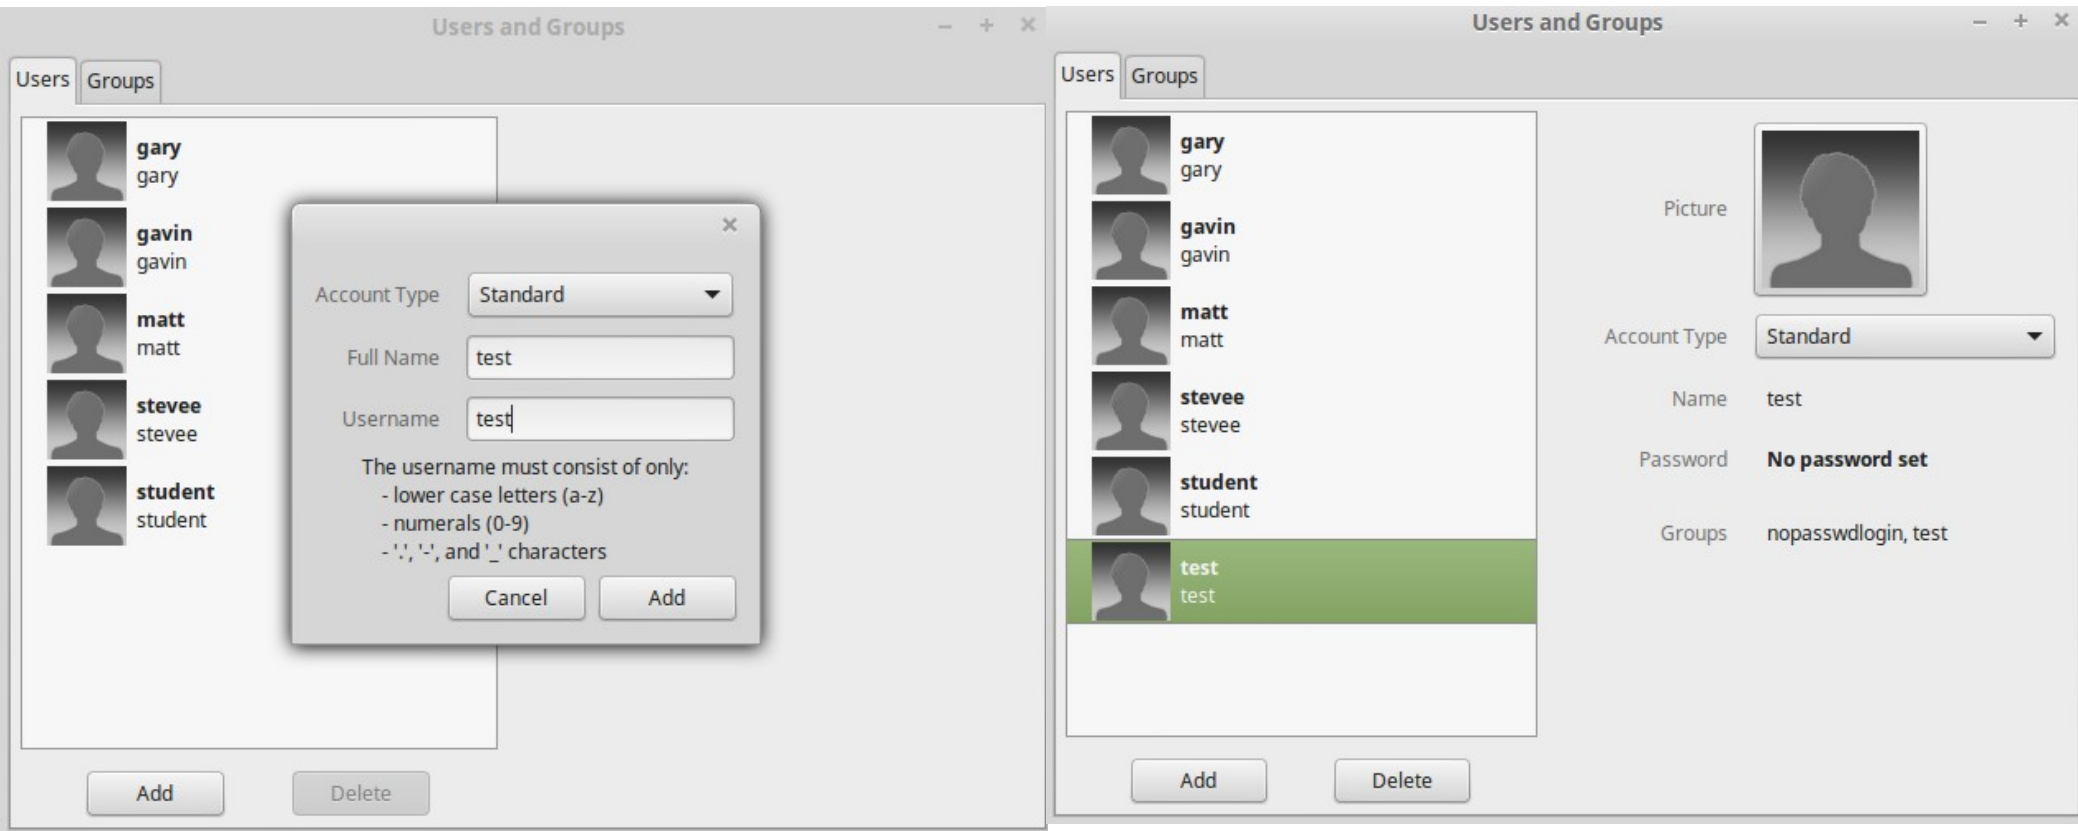 Users and Groups
Users Groups
gary
gary
gavin
gavin
matt
matt
stevee
stevee
student
student
Account Type Standard
Full Name test
Username test
The username must consist of only:
- lower case letters (a-z)
- numerals (0-9)
- '.', '-', and '_' characters
Cancel Add
Add Delete
Users and Groups
Users Groups
gary
gary
gavin
gavin
matt
matt
stevee
stevee
student
student
test
test
Picture
Account Type Standard
Name test
Password No password set
Groups nopasswdlogin, test
Add Delete